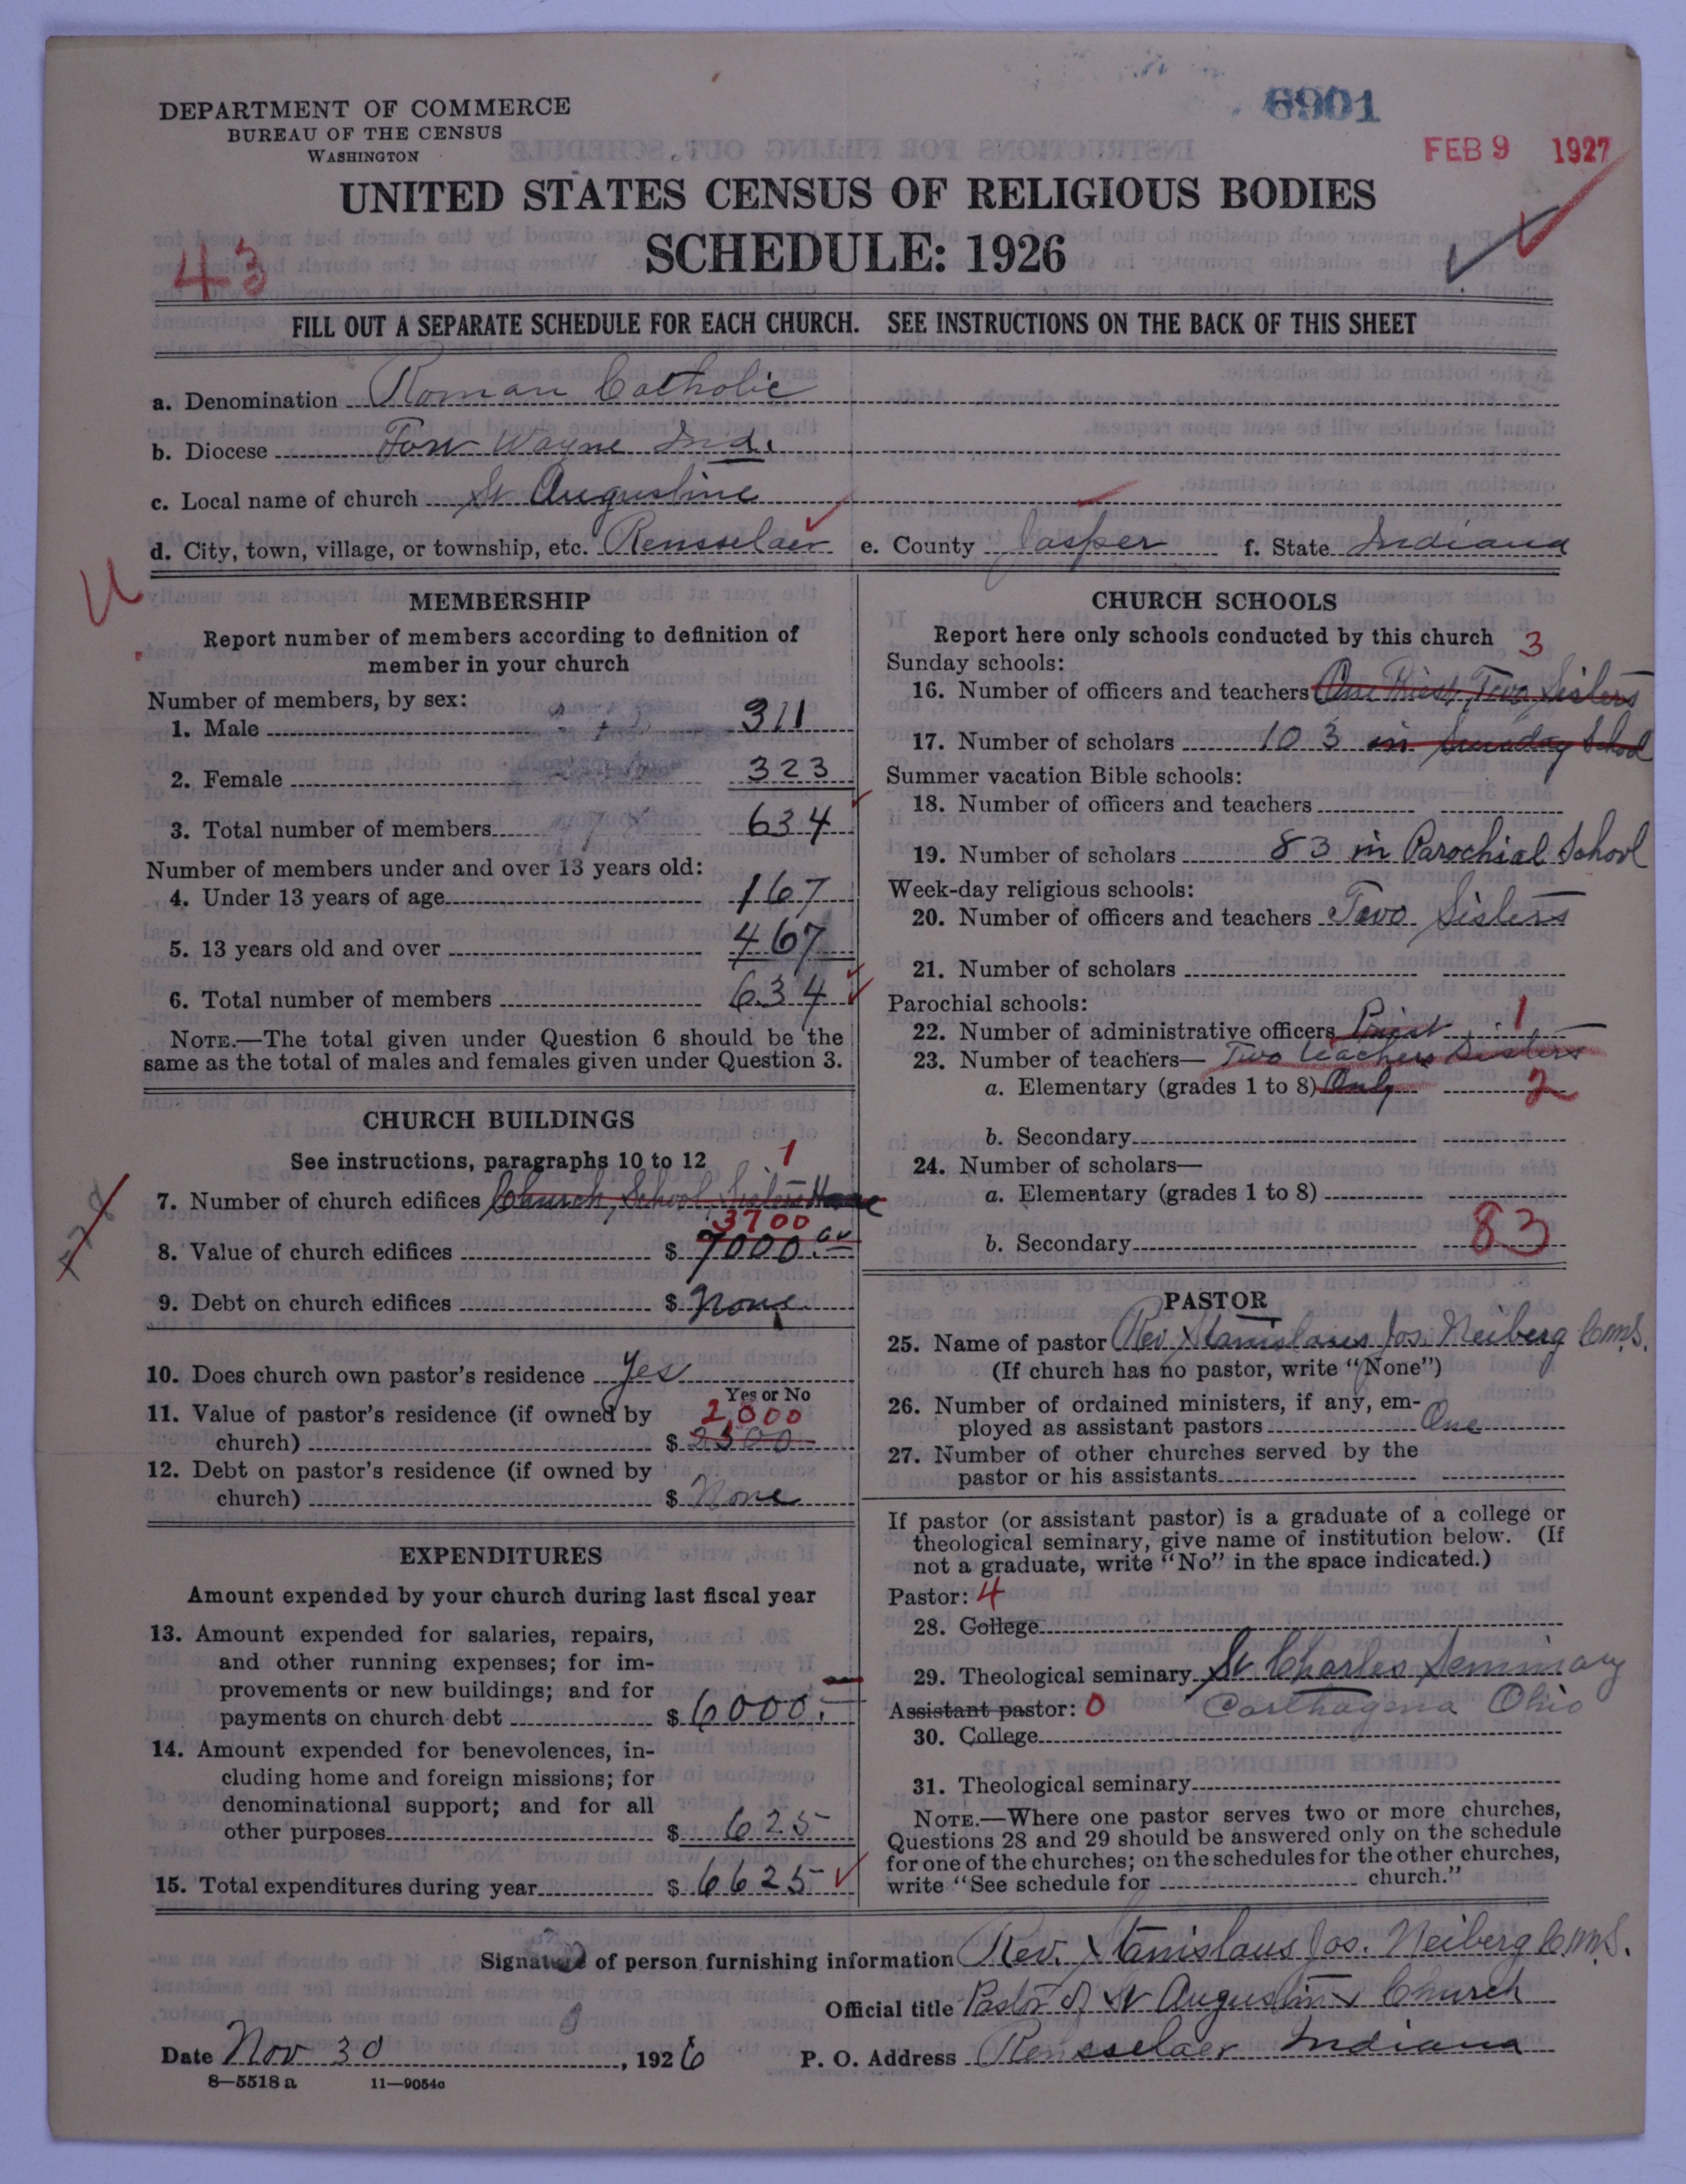 6901
FEB 9 1927
DEPARTMENT OF COMMERCE
BUREAU OF THE CENSUS
WASHINGTON
UNITED STATES CENSUS OF RELIGIOUS BODIES
SCHEDULE: 1926
43
FILL OUT A SEPARATE SCHEDULE FOR EACH CHURCH. SEE INSTRUCTIONS ON THE BACK OF THIS SHEET
a. Denomination Roman Catholic
b. Diocese Fort Wayne Ind.
c. Local name of church St Augustine
d. City, town, village, or township, etc. Rensselaer e. County Jasper f. State Indiana
MEMBERSHIP
Report number of members according to definition of
member in your church
Number of members, by sex:
1. Male 311
2. Female 323
3. Total number of members 634
Number of members under and over 13 years old:
4. Under 13 years of age 167
5. 13 years old and over 467
6. Total number of members 634
NOTE.—The total given under Question 6 should be the
same as the total of males and females given under Question 3.
CHURCH BUILDINGS
See instructions, paragraphs 10 to 12 1
7. Number of church edifices Church, School, Sisters Home
3700
8. Value of church edifices $ 7000.00
9. Debt on church edifices $ None
10. Does church own pastor's residence Yes
Yes or No
11. Value of pastor's residence (if owned by 2,000
church) $ 2500
12. Debt on pastor's residence (if owned by
church) $ None
EXPENDITURES
Amount expended by your church during last fiscal year
13. Amount expended for salaries, repairs,
and other running expenses; for im-
provements or new buildings; and for
payments on church debt $ 6000.–
14. Amount expended for benevolences, in-
cluding home and foreign missions; for
denominational support; and for all
other purposes $ 625
15. Total expenditures during year $ 6625
CHURCH SCHOOLS
Report here only schools conducted by this church 3
Sunday schools:
16. Number of officers and teachers One Priest, Two Sisters
17. Number of scholars 103 in Sunday School
Summer vacation Bible schools:
18. Number of officers and teachers
19. Number of scholars 83 in Parochial School
Week-day religious schools:
20. Number of officers and teachers Two Sisters
21. Number of scholars
Parochial schools:
22. Number of administrative officers Priest 1
23. Number of teachers— Two teachers Sisters
a. Elementary (grades 1 to 8) Only 2
b. Secondary
24. Number of scholars—
a. Elementary (grades 1 to 8)
b. Secondary 83
PASTOR
25. Name of pastor Rev Stanislaus Jos. Neiberg C.PP.S.
(If church has no pastor, write "None")
26. Number of ordained ministers, if any, em-
ployed as assistant pastors One
27. Number of other churches served by the
pastor or his assistants
If pastor (or assistant pastor) is a graduate of a college or
theological seminary, give name of institution below. (If
not a graduate, write "No" in the space indicated.)
Pastor: 4
28. College
29. Theological seminary St Charles Seminary
Assistant pastor: 0 Carthagena Ohio
30. College
31. Theological seminary
NOTE.—Where one pastor serves two or more churches,
Questions 28 and 29 should be answered only on the schedule
for one of the churches; on the schedules for the other churches,
write "See schedule for church."
Signature of person furnishing information Rev. Stanislaus Jos. Neiberg C.PP.S.
Official title Pastor of St Augustine Church
Date Nov 30, 1926 P. O. Address Rensselaer Indiana
8—5518 a 11—9054c